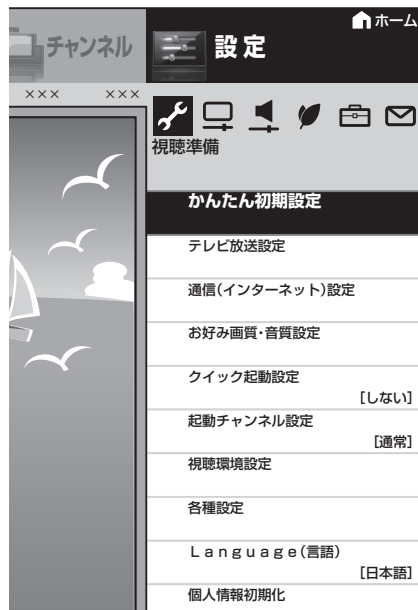 ホーム
チャンネル
設定
××× ×××
視聴準備
かんたん初期設定
テレビ放送設定
通信(インターネット)設定
お好み画質・音質設定
クイック起動設定
[しない]
起動チャンネル設定
[通常]
視聴環境設定
各種設定
Language(言語)
[日本語]
個人情報初期化